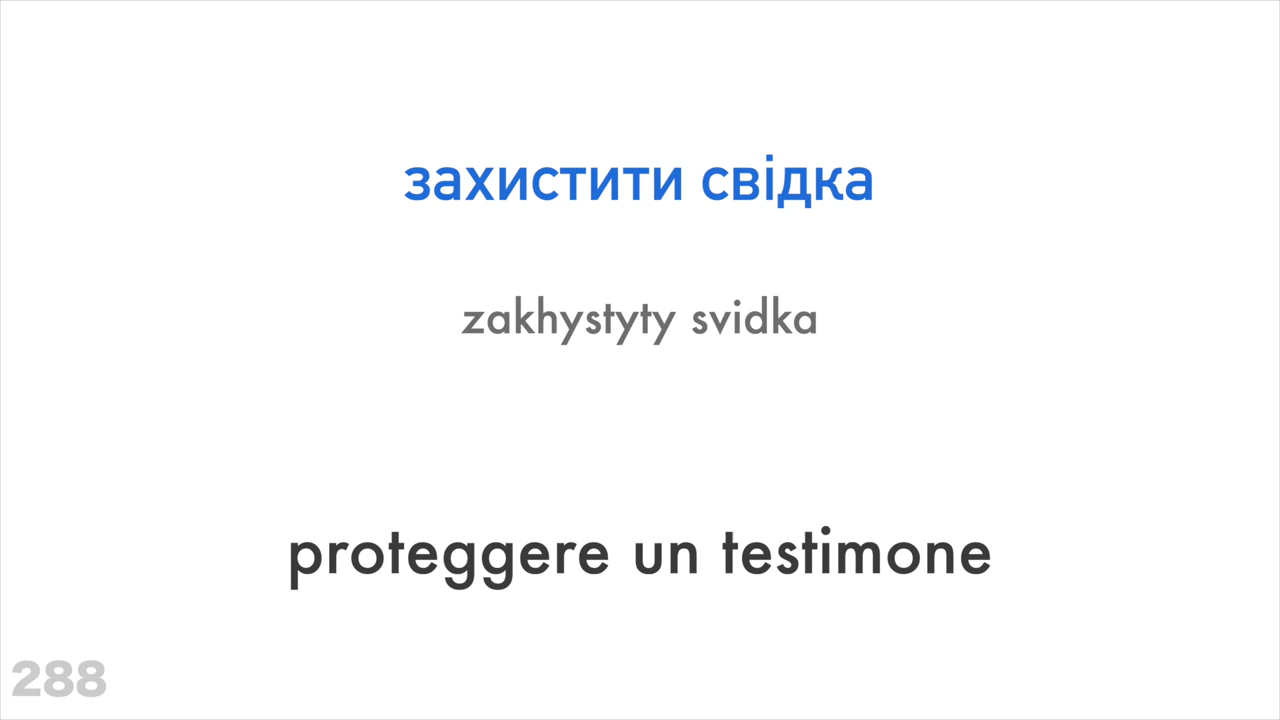 захистити свідка
zakhystyty svidka
proteggere un testimone
288